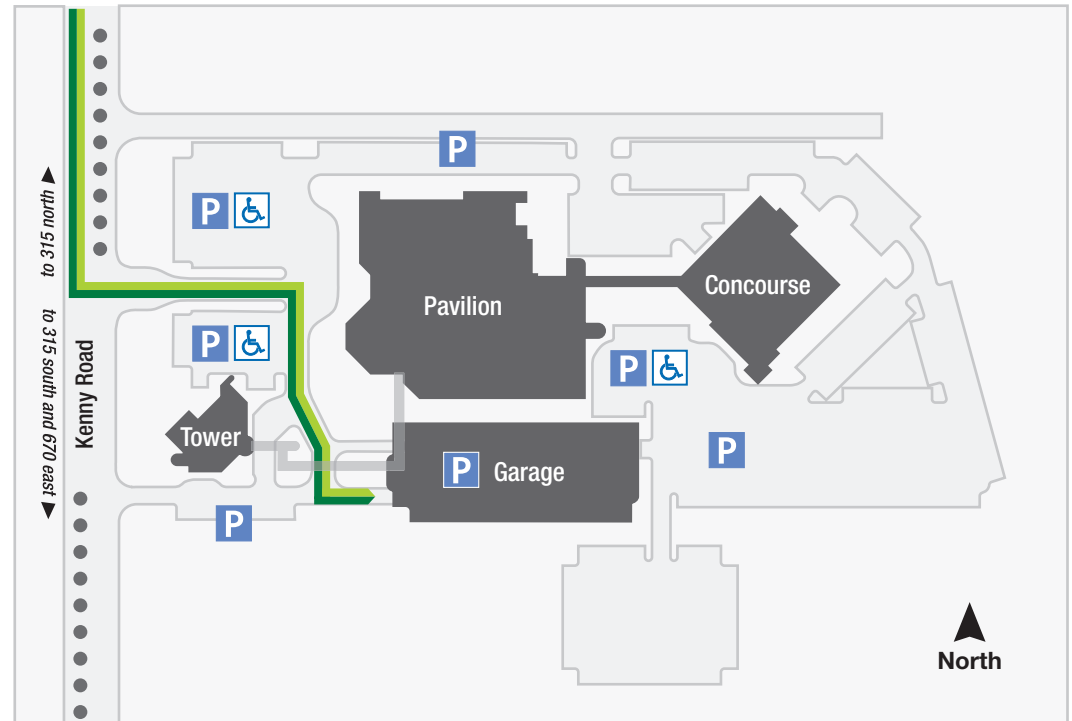 P
P
P
Pavilion
Concourse
P
P
Tower
P
Garage
P
P
Kenny Road
to 315 north
to 315 south and 670 east
North